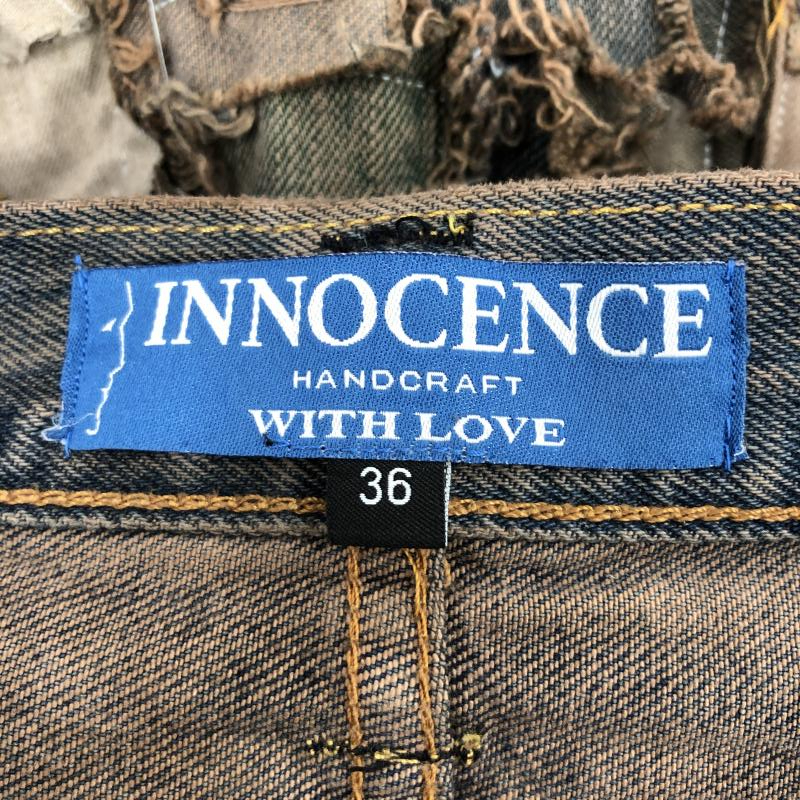 INNOCENCE
HANDCRAFT
WITH LOVE
36